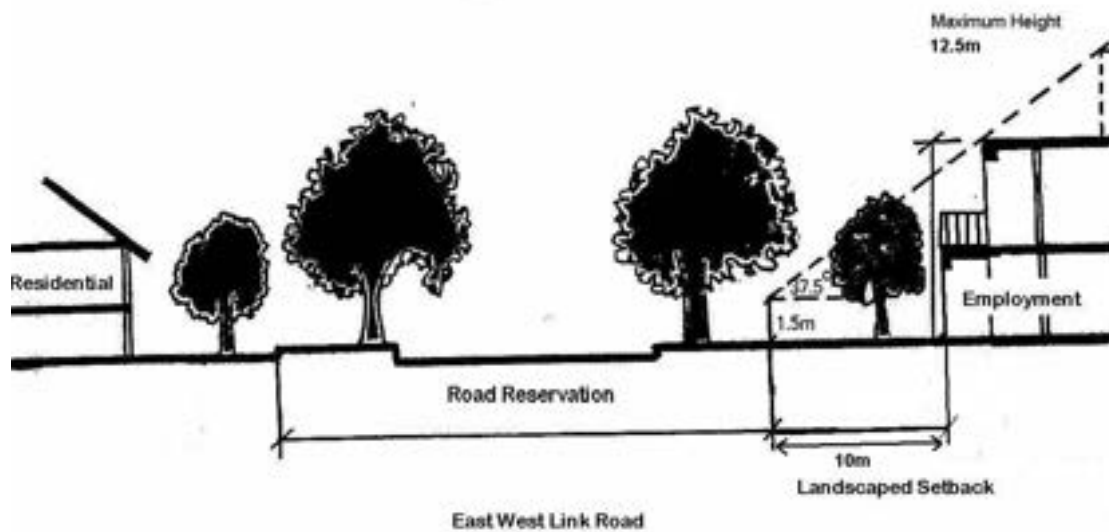 Maximum Height
12.5m
Residential
37.5°
Employment
1.5m
Road Reservation
10m
Landscaped Setback
East West Link Road